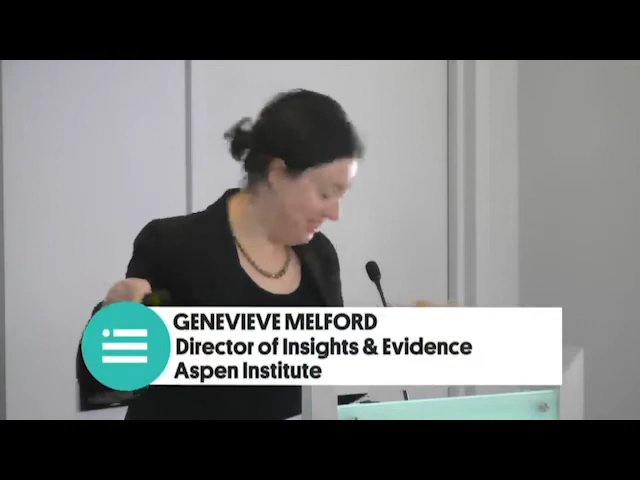 GENEVIEVE MELFORD
Director of Insights & Evidence
Aspen Institute